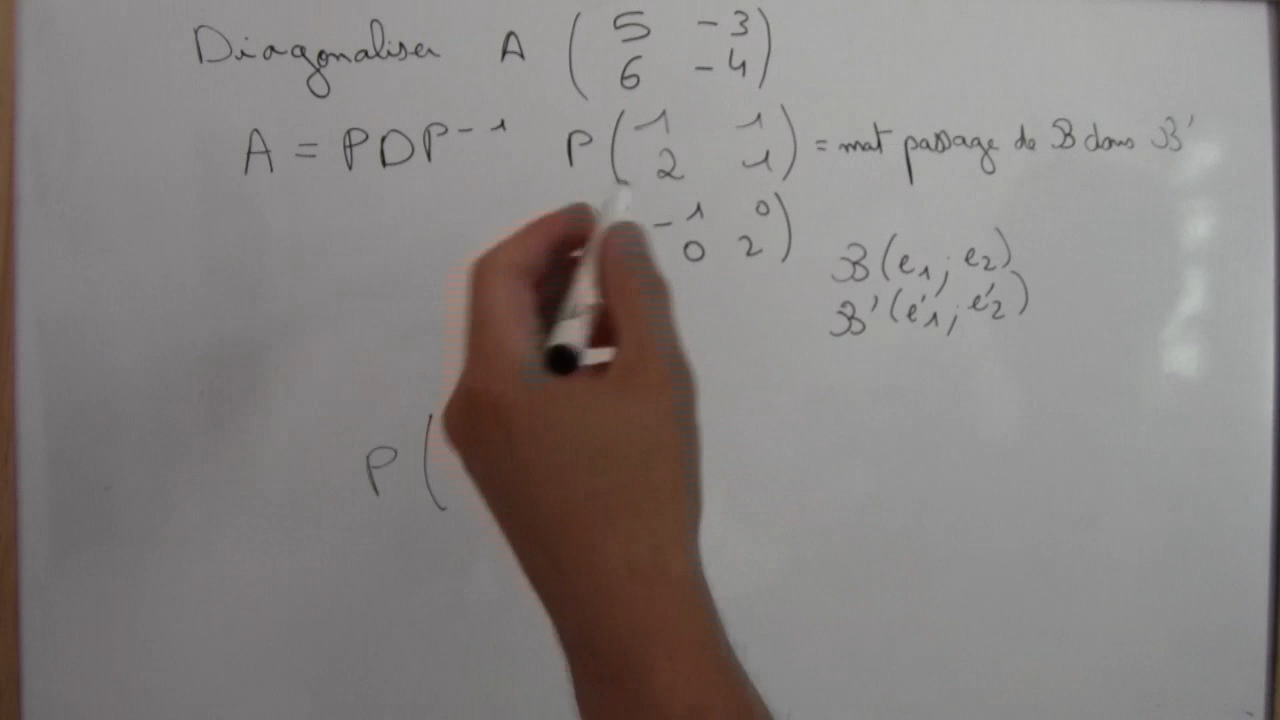 Diagonaliser A ( 5 -3
6 -4 )
A = PDP⁻¹ P ( 1 1
2 1 ) = mat passage de B dans B'
-1 0
0 2 )
B(e₁; e₂)
B'(e'₁; e'₂)
P (